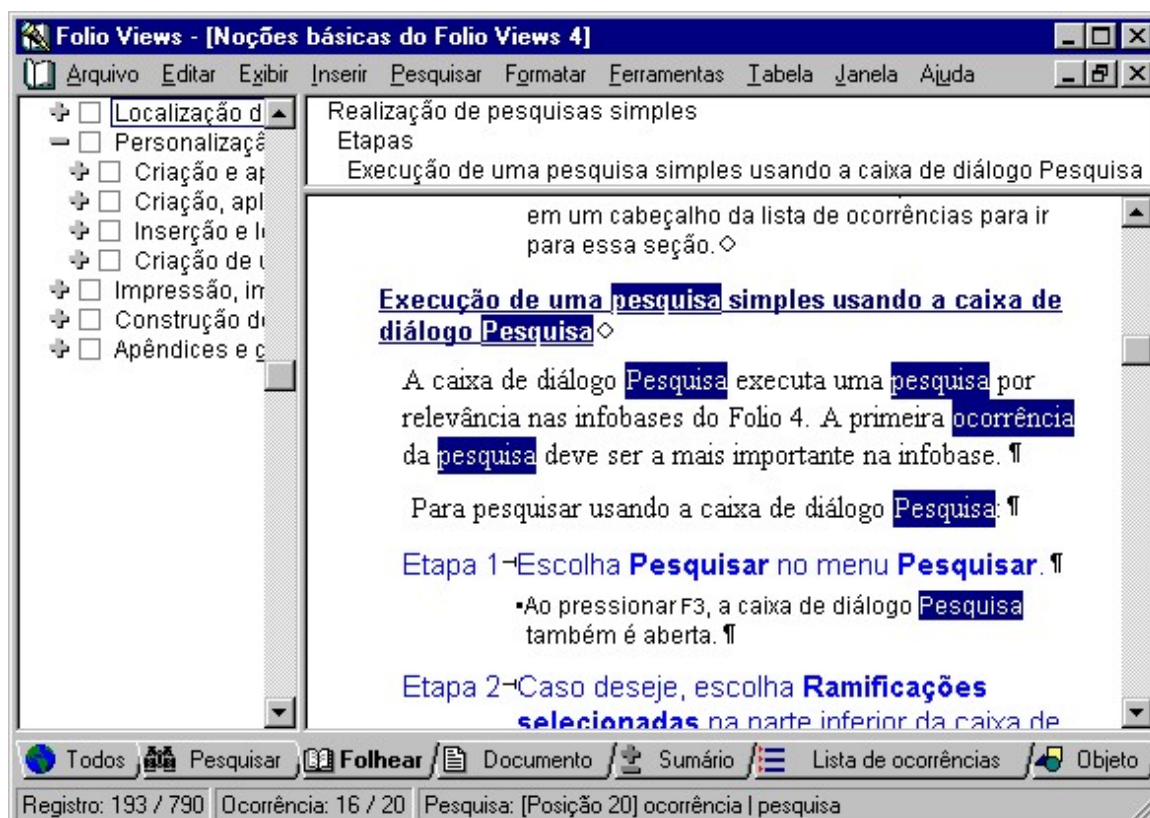 Folio Views - [Noções básicas do Folio Views 4]
Arquivo Editar Exibir Inserir Pesquisar Formatar Ferramentas Tabela Janela Ajuda
Localização d
Personalizaçã
Criação e ap
Criação, apl
Inserção e l
Criação de
Impressão, im
Construção d
Apêndices e c
Realização de pesquisas simples
Etapas
Execução de uma pesquisa simples usando a caixa de diálogo Pesquisa
em um cabeçalho da lista de ocorrências para ir
para essa seção.◇
Execução de uma pesquisa simples usando a caixa de
diálogo Pesquisa◇
A caixa de diálogo Pesquisa executa uma pesquisa por
relevância nas infobases do Folio 4. A primeira ocorrência
da pesquisa deve ser a mais importante na infobase. ¶
Para pesquisar usando a caixa de diálogo Pesquisa: ¶
Etapa 1¬Escolha Pesquisar no menu Pesquisar. ¶
▪Ao pressionar F3, a caixa de diálogo Pesquisa
também é aberta. ¶
Etapa 2¬Caso deseje, escolha Ramificações
selecionadas na parte inferior da caixa de
Todos Pesquisar Folhear Documento Sumário Lista de ocorrências Objeto
Registro: 193 / 790 Ocorrência: 16 / 20 Pesquisa: [Posição 20] ocorrência | pesquisa